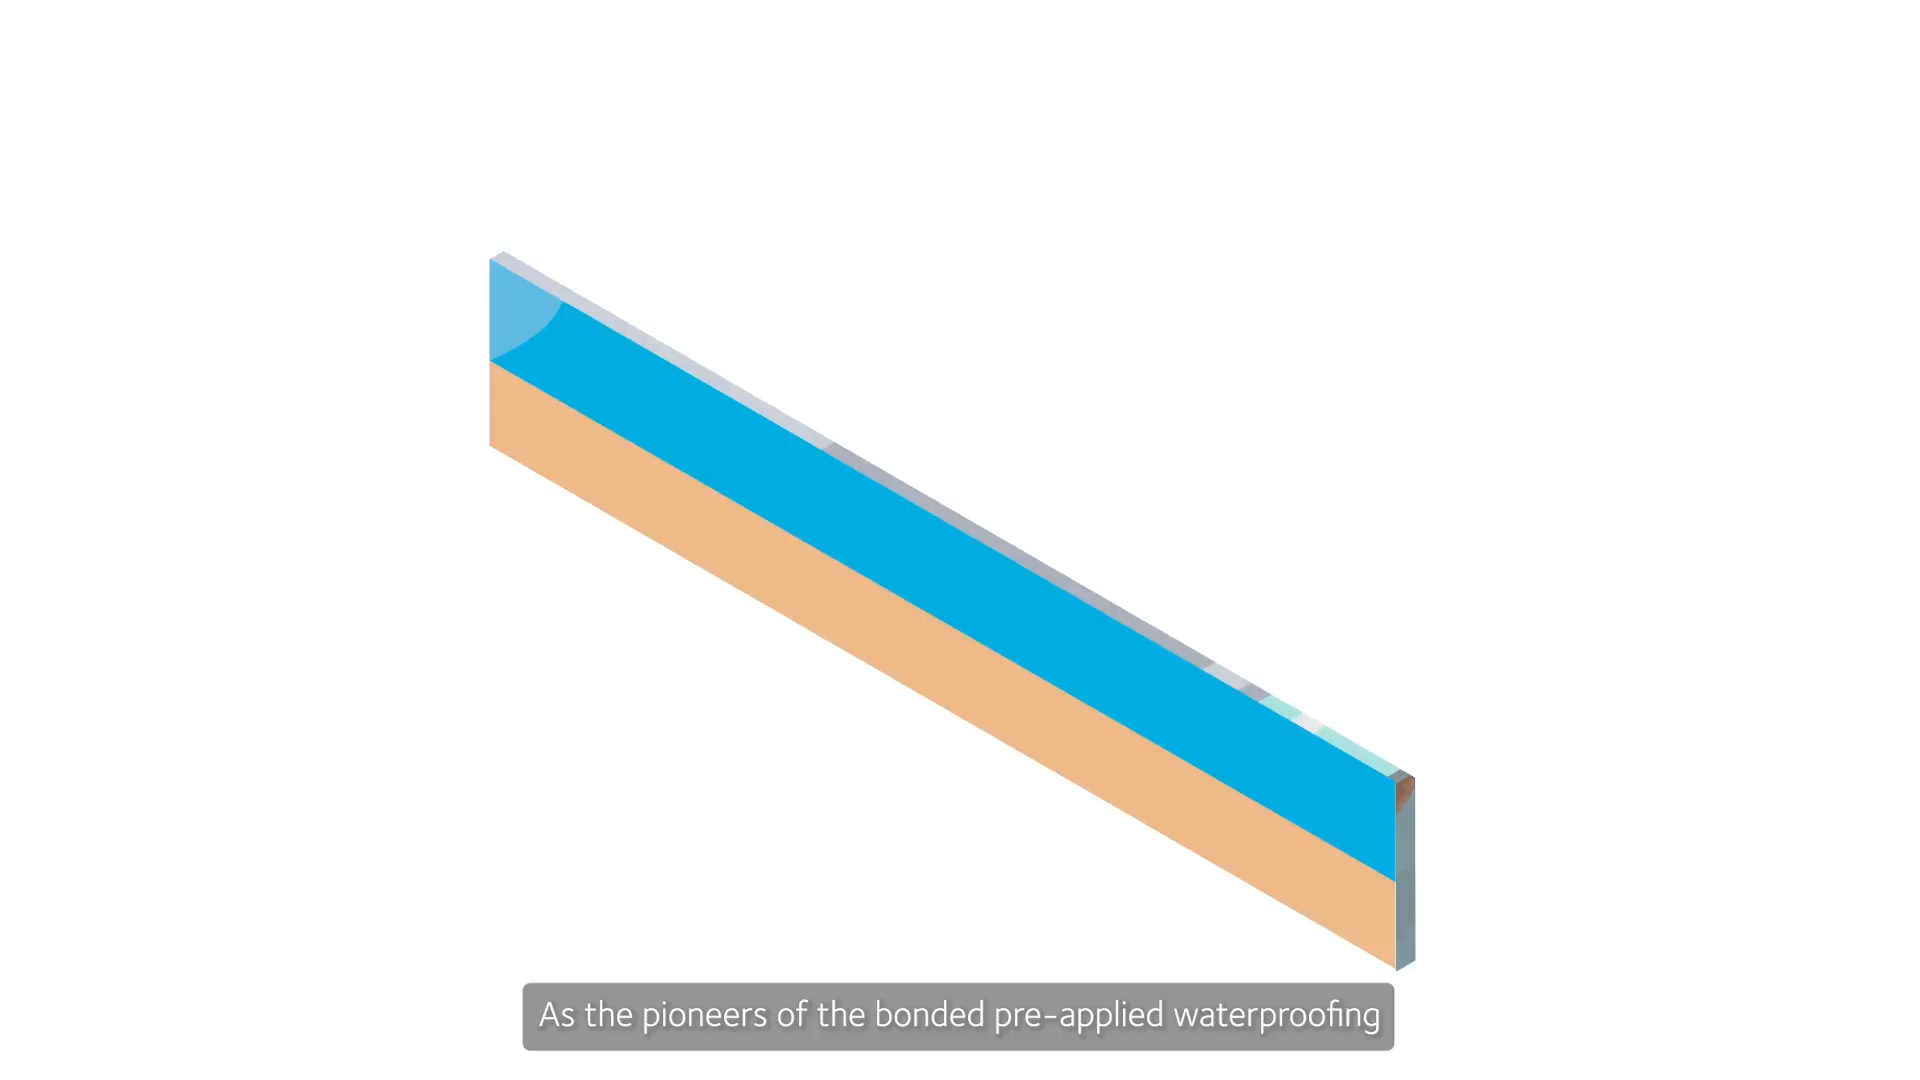 As the pioneers of the bonded pre-applied waterproofing